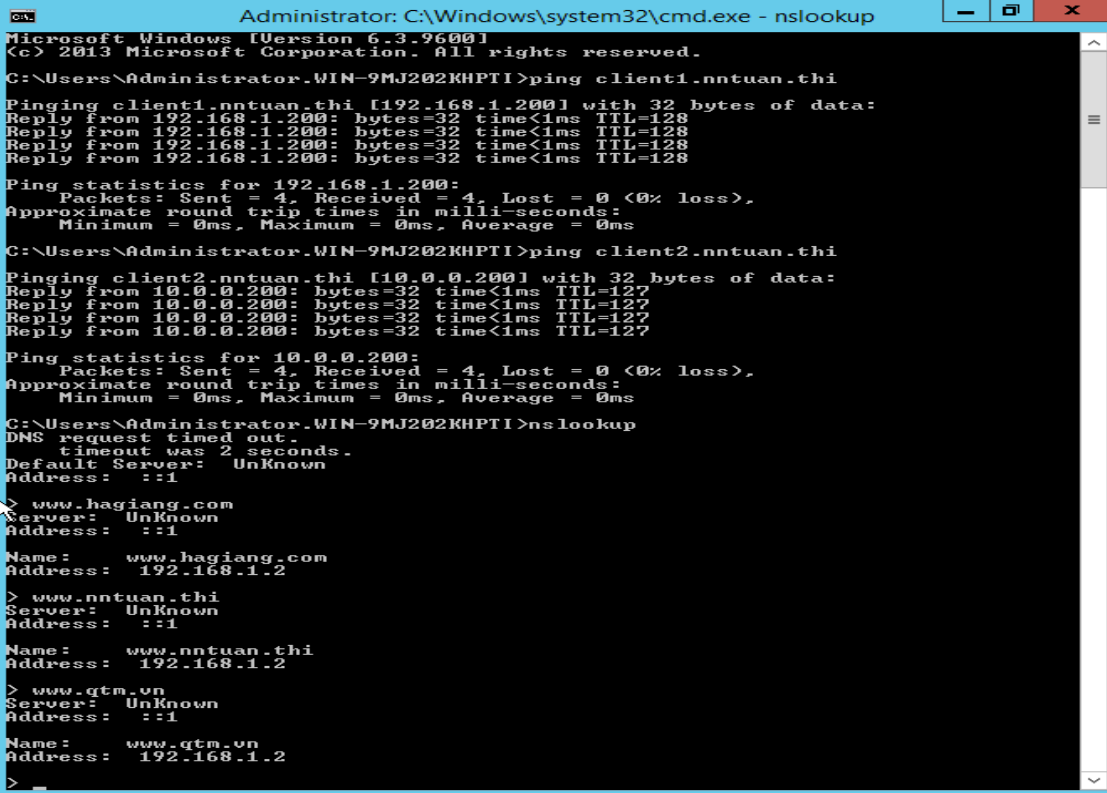 Administrator: C:\Windows\system32\cmd.exe - nslookup
Microsoft Windows [Version 6.3.9600]
(c) 2013 Microsoft Corporation. All rights reserved.
C:\Users\Administrator.WIN-9MJ202KHPTI>ping client1.nntuan.thi
Pinging client1.nntuan.thi [192.168.1.200] with 32 bytes of data:
Reply from 192.168.1.200: bytes=32 time<1ms TTL=128
Reply from 192.168.1.200: bytes=32 time<1ms TTL=128
Reply from 192.168.1.200: bytes=32 time<1ms TTL=128
Reply from 192.168.1.200: bytes=32 time<1ms TTL=128
Ping statistics for 192.168.1.200:
Packets: Sent = 4, Received = 4, Lost = 0 (0% loss),
Approximate round trip times in milli-seconds:
Minimum = 0ms, Maximum = 0ms, Average = 0ms
C:\Users\Administrator.WIN-9MJ202KHPTI>ping client2.nntuan.thi
Pinging client2.nntuan.thi [10.0.0.200] with 32 bytes of data:
Reply from 10.0.0.200: bytes=32 time<1ms TTL=127
Reply from 10.0.0.200: bytes=32 time<1ms TTL=127
Reply from 10.0.0.200: bytes=32 time<1ms TTL=127
Reply from 10.0.0.200: bytes=32 time<1ms TTL=127
Ping statistics for 10.0.0.200:
Packets: Sent = 4, Received = 4, Lost = 0 (0% loss),
Approximate round trip times in milli-seconds:
Minimum = 0ms, Maximum = 0ms, Average = 0ms
C:\Users\Administrator.WIN-9MJ202KHPTI>nslookup
DNS request timed out.
timeout was 2 seconds.
Default Server:  UnKnown
Address:  ::1
> www.hagiang.com
Server:  UnKnown
Address:  ::1
Name:    www.hagiang.com
Address:  192.168.1.2
> www.nntuan.thi
Server:  UnKnown
Address:  ::1
Name:    www.nntuan.thi
Address:  192.168.1.2
> www.qtm.vn
Server:  UnKnown
Address:  ::1
Name:    www.qtm.vn
Address:  192.168.1.2
> _